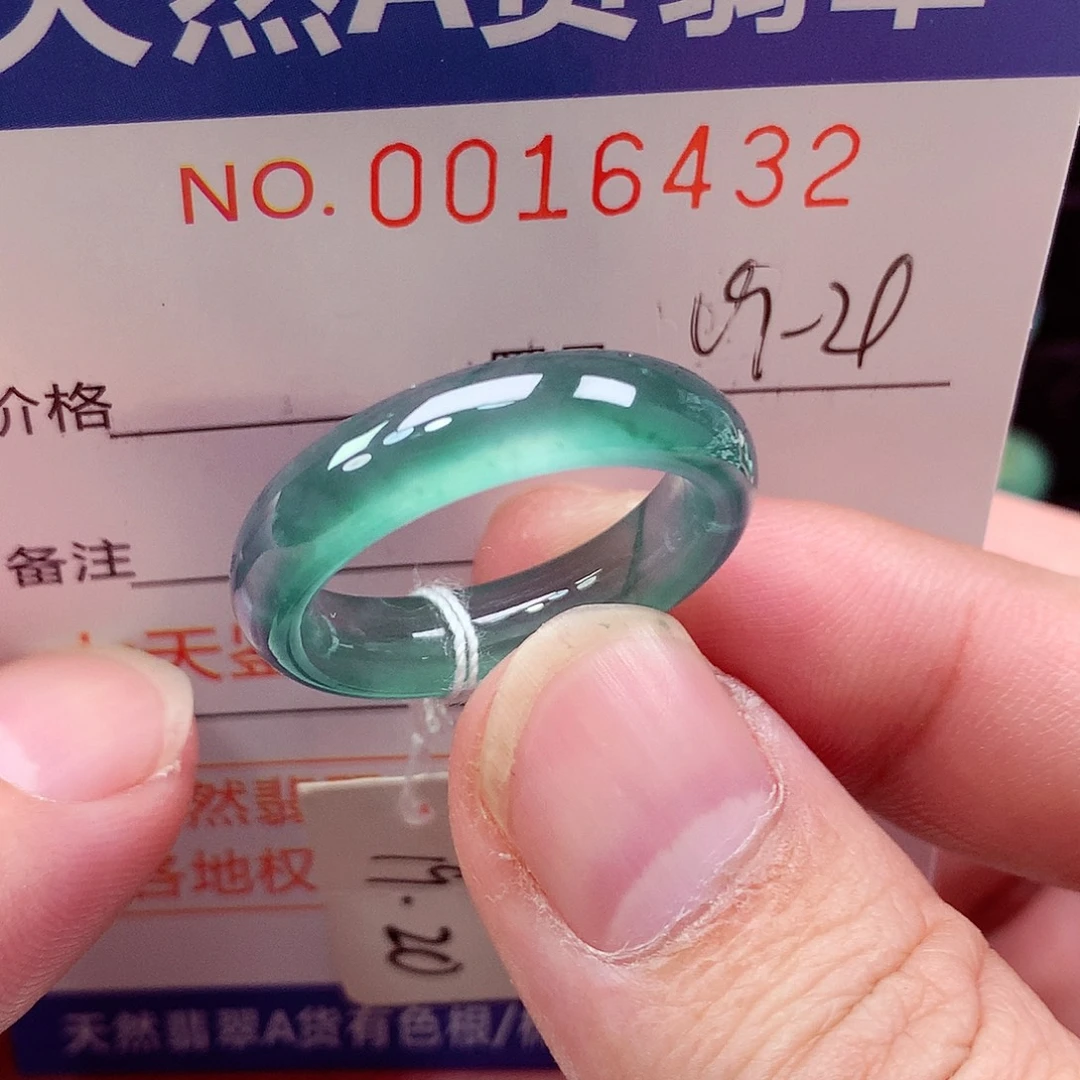 天然A货翡翠
NO. 0016432
19-20
价格
备注
然翡
各地权
19.20
天然翡翠A货有色根/